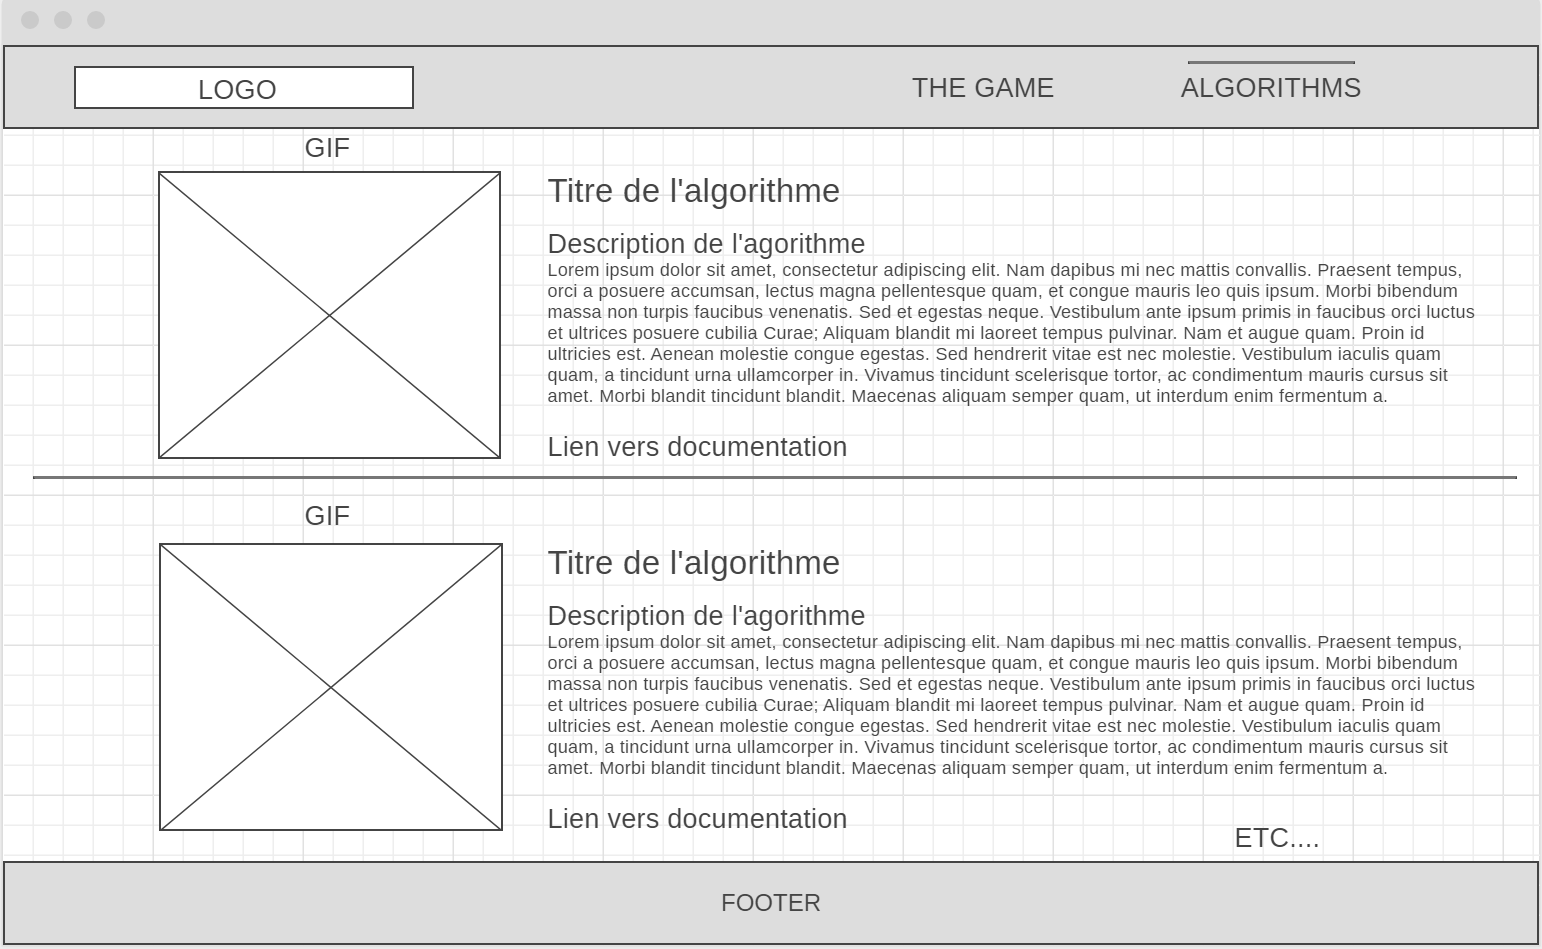 LOGO
THE GAME
ALGORITHMS
GIF
Titre de l'algorithme
Description de l'agorithme
Lorem ipsum dolor sit amet, consectetur adipiscing elit. Nam dapibus mi nec mattis convallis. Praesent tempus,
orci a posuere accumsan, lectus magna pellentesque quam, et congue mauris leo quis ipsum. Morbi bibendum
massa non turpis faucibus venenatis. Sed et egestas neque. Vestibulum ante ipsum primis in faucibus orci luctus
et ultrices posuere cubilia Curae; Aliquam blandit mi laoreet tempus pulvinar. Nam et augue quam. Proin id
ultricies est. Aenean molestie congue egestas. Sed hendrerit vitae est nec molestie. Vestibulum iaculis quam
quam, a tincidunt urna ullamcorper in. Vivamus tincidunt scelerisque tortor, ac condimentum mauris cursus sit
amet. Morbi blandit tincidunt blandit. Maecenas aliquam semper quam, ut interdum enim fermentum a.
Lien vers documentation
GIF
Titre de l'algorithme
Description de l'agorithme
Lorem ipsum dolor sit amet, consectetur adipiscing elit. Nam dapibus mi nec mattis convallis. Praesent tempus,
orci a posuere accumsan, lectus magna pellentesque quam, et congue mauris leo quis ipsum. Morbi bibendum
massa non turpis faucibus venenatis. Sed et egestas neque. Vestibulum ante ipsum primis in faucibus orci luctus
et ultrices posuere cubilia Curae; Aliquam blandit mi laoreet tempus pulvinar. Nam et augue quam. Proin id
ultricies est. Aenean molestie congue egestas. Sed hendrerit vitae est nec molestie. Vestibulum iaculis quam
quam, a tincidunt urna ullamcorper in. Vivamus tincidunt scelerisque tortor, ac condimentum mauris cursus sit
amet. Morbi blandit tincidunt blandit. Maecenas aliquam semper quam, ut interdum enim fermentum a.
Lien vers documentation
ETC....
FOOTER